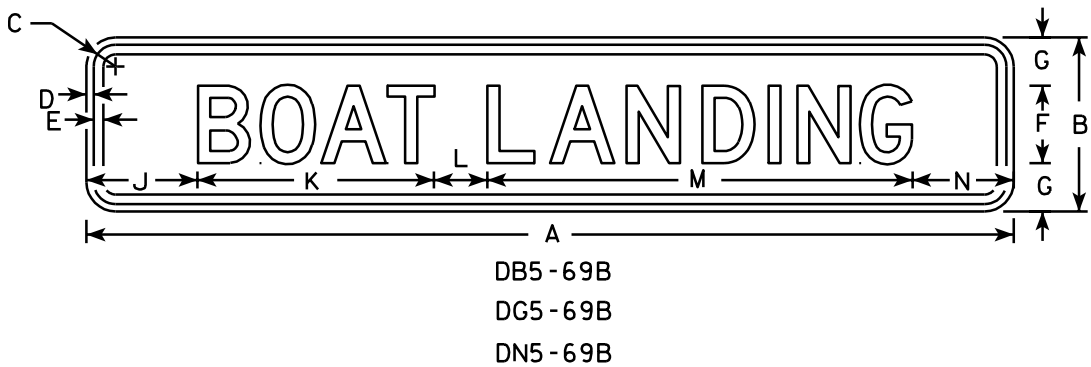 C
G
D
E
BOAT LANDING
F
B
L
J K M N
G
A
DB5-69B
DG5-69B
DN5-69B